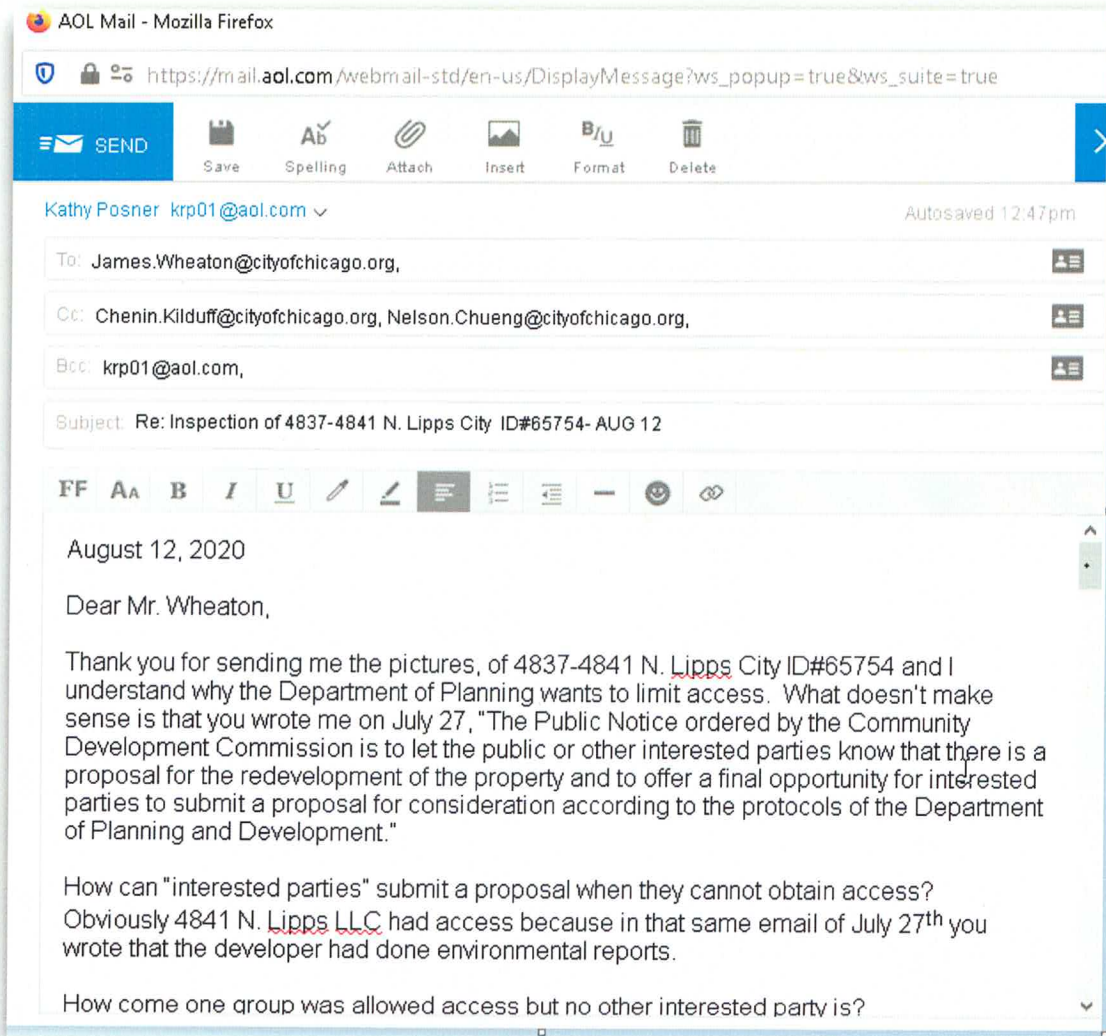 AOL Mail - Mozilla Firefox
https://mail.aol.com/webmail-std/en-us/DisplayMessage?ws_popup=true&ws_suite=true
SEND
Save
Spelling
Attach
Insert
Format
Delete
Kathy Posner krp01@aol.com
Autosaved 12:47pm
To: James.Wheaton@cityofchicago.org,
Cc: Chenin.Kilduff@cityofchicago.org, Nelson.Chueng@cityofchicago.org,
Bcc: krp01@aol.com,
Subject: Re: Inspection of 4837-4841 N. Lipps City ID#65754- AUG 12
FF AA B I U
August 12, 2020
Dear Mr. Wheaton,
Thank you for sending me the pictures, of 4837-4841 N. Lipps City ID#65754 and I
understand why the Department of Planning wants to limit access. What doesn't make
sense is that you wrote me on July 27, "The Public Notice ordered by the Community
Development Commission is to let the public or other interested parties know that there is a
proposal for the redevelopment of the property and to offer a final opportunity for interested
parties to submit a proposal for consideration according to the protocols of the Department
of Planning and Development."
How can "interested parties" submit a proposal when they cannot obtain access?
Obviously 4841 N. Lipps LLC had access because in that same email of July 27th you
wrote that the developer had done environmental reports.
How come one group was allowed access but no other interested party is?